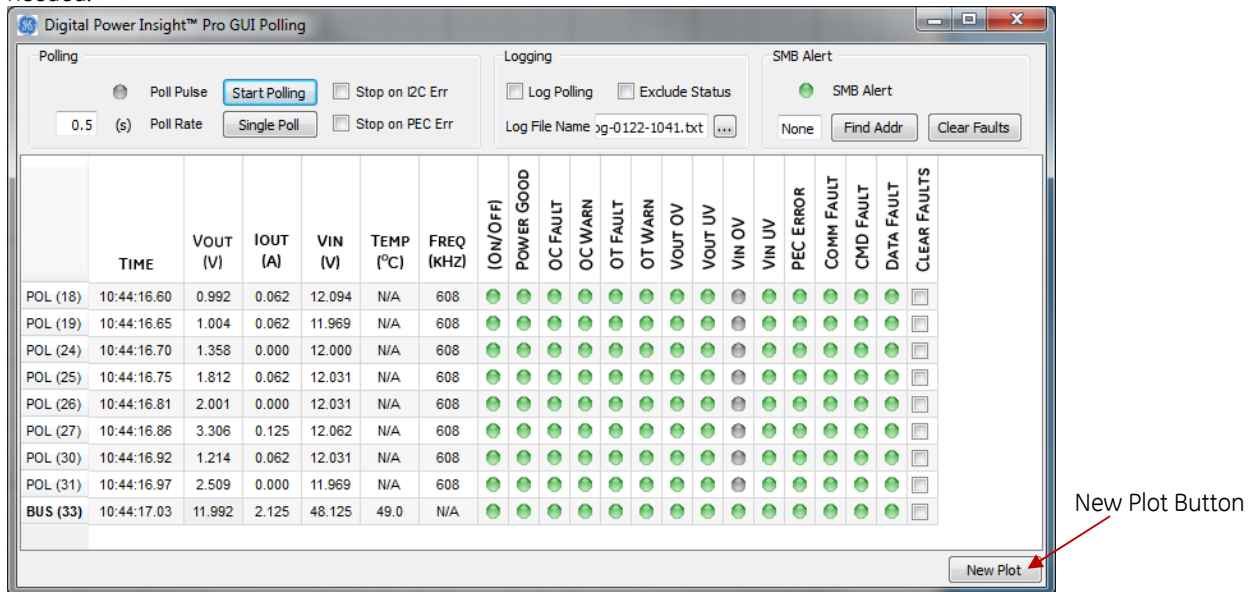 needed.
Digital Power Insight™ Pro GUI Polling
Polling
Logging
SMB Alert
Poll Pulse Start Polling Stop on I2C Err
Log Polling Exclude Status
SMB Alert
0.5 (s) Poll Rate Single Poll Stop on PEC Err
Log File Name og-0122-1041.txt ...
None Find Addr Clear Faults
TIME VOUT (V) IOUT (A) VIN (V) TEMP (°C) FREQ (KHZ) (ON/OFF) POWER GOOD OC FAULT OC WARN OT FAULT OT WARN VOUT OV VOUT UV VIN OV VIN UV PEC ERROR COMM FAULT CMD FAULT DATA FAULT CLEAR FAULTS
POL (18) 10:44:16.60 0.992 0.062 12.094 N/A 608
POL (19) 10:44:16.65 1.004 0.062 11.969 N/A 608
POL (24) 10:44:16.70 1.358 0.000 12.000 N/A 608
POL (25) 10:44:16.75 1.812 0.062 12.031 N/A 608
POL (26) 10:44:16.81 2.001 0.000 12.031 N/A 608
POL (27) 10:44:16.86 3.306 0.125 12.062 N/A 608
POL (30) 10:44:16.92 1.214 0.062 12.031 N/A 608
POL (31) 10:44:16.97 2.509 0.000 11.969 N/A 608
BUS (33) 10:44:17.03 11.992 2.125 48.125 49.0 N/A
New Plot Button
New Plot